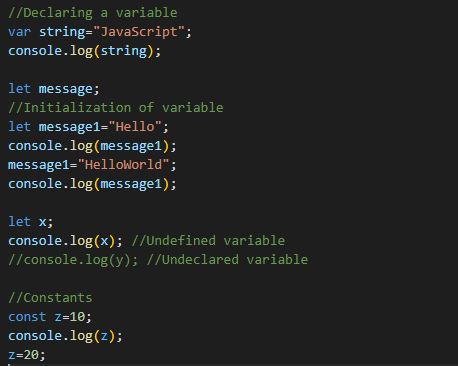 //Declaring a variable
var string="JavaScript";
console.log(string);
let message;
//Initialization of variable
let message1="Hello";
console.log(message1);
message1="HelloWorld";
console.log(message1);
let x;
console.log(x); //Undefined variable
//console.log(y); //Undeclared variable
//Constants
const z=10;
console.log(z);
z=20;